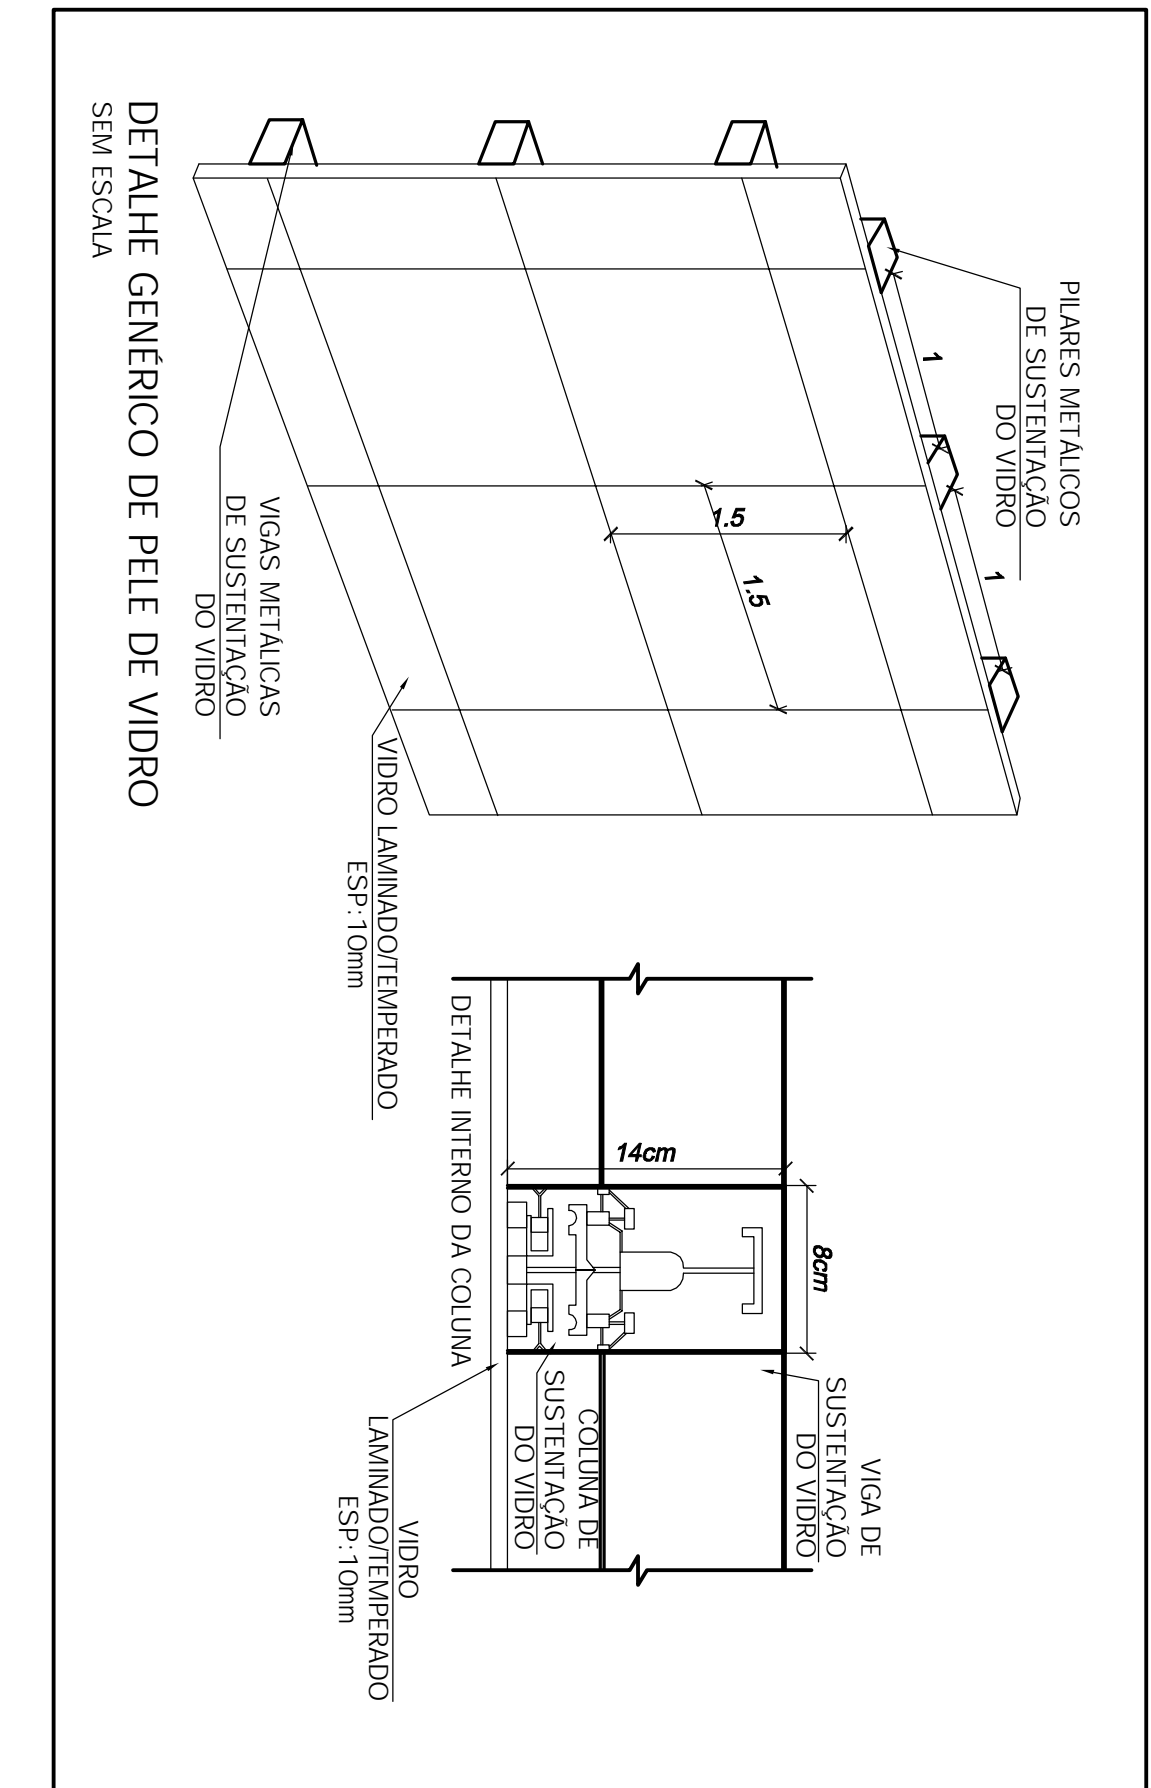 PILARES METÁLICOS
DE SUSTENTAÇÃO
DO VIDRO
1
1
1.5
1.5
VIGAS METÁLICAS
DE SUSTENTAÇÃO
DO VIDRO
VIDRO LAMINADO/TEMPERADO
ESP:10mm
DETALHE GENÉRICO DE PELE DE VIDRO
SEM ESCALA
VIGA DE
SUSTENTAÇÃO
DO VIDRO
8cm
14cm
COLUNA DE
SUSTENTAÇÃO
DO VIDRO
DETALHE INTERNO DA COLUNA
VIDRO
LAMINADO/TEMPERADO
ESP:10mm